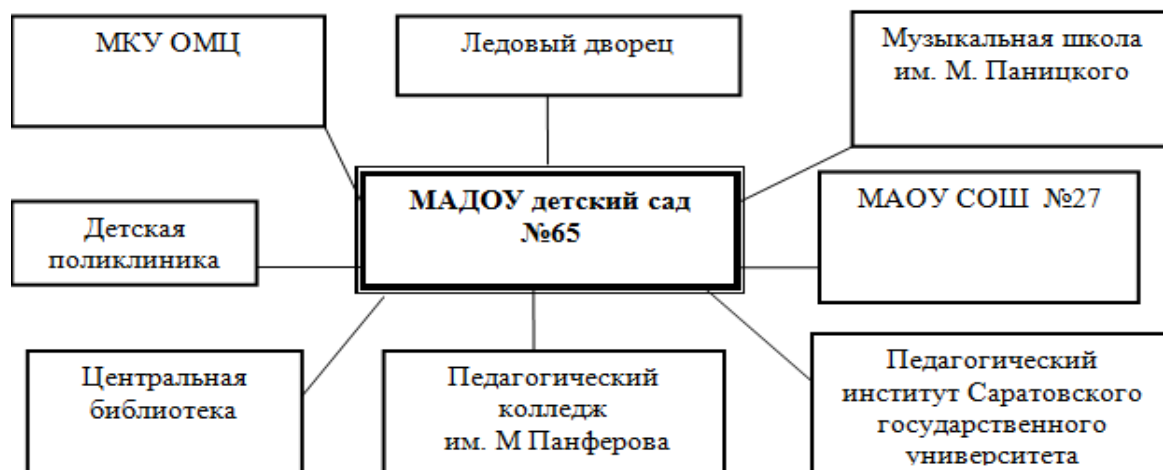 МКУ ОМЦ
Ледовый дворец
Музыкальная школа
им. М. Паницкого
МАДОУ детский сад
№65
МАОУ СОШ №27
Детская
поликлиника
Центральная
библиотека
Педагогический
колледж
им. М Панферова
Педагогический
институт Саратовского
государственного
университета